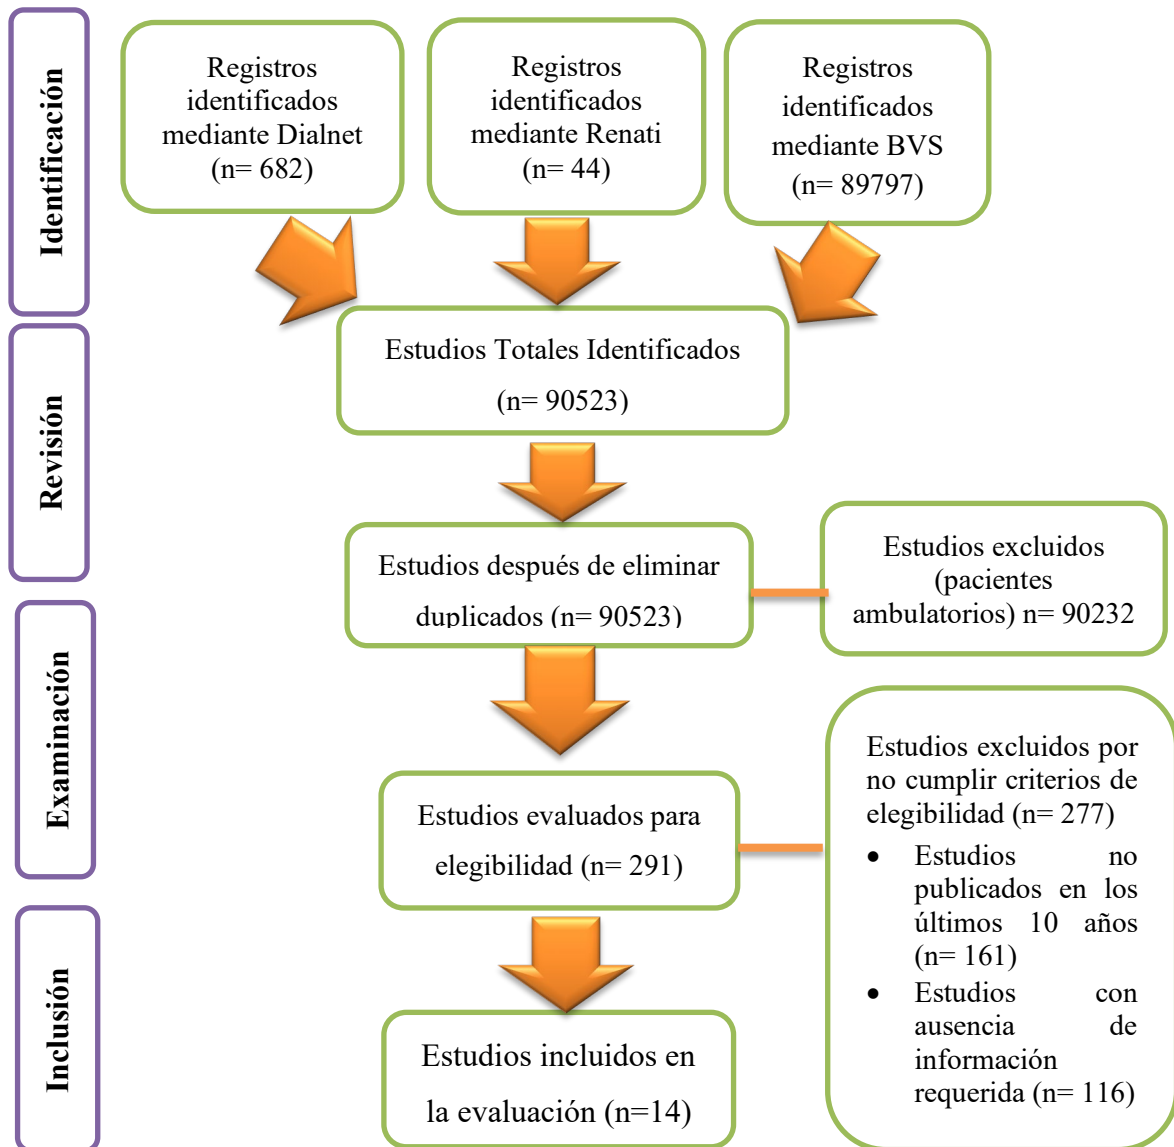 Identificación
Registros
identificados
mediante Dialnet
(n= 682)
Registros
identificados
mediante Renati
(n= 44)
Registros
identificados
mediante BVS
(n= 89797)
Revisión
Estudios Totales Identificados
(n= 90523)
Estudios después de eliminar
duplicados (n= 90523)
Estudios excluidos
(pacientes
ambulatorios) n= 90232
Examinación
Estudios evaluados para
elegibilidad (n= 291)
Estudios excluidos por
no cumplir criterios de
elegibilidad (n= 277)
• Estudios no
publicados en los
últimos 10 años
(n= 161)
• Estudios con
ausencia de
información
requerida (n= 116)
Inclusión
Estudios incluidos en
la evaluación (n=14)